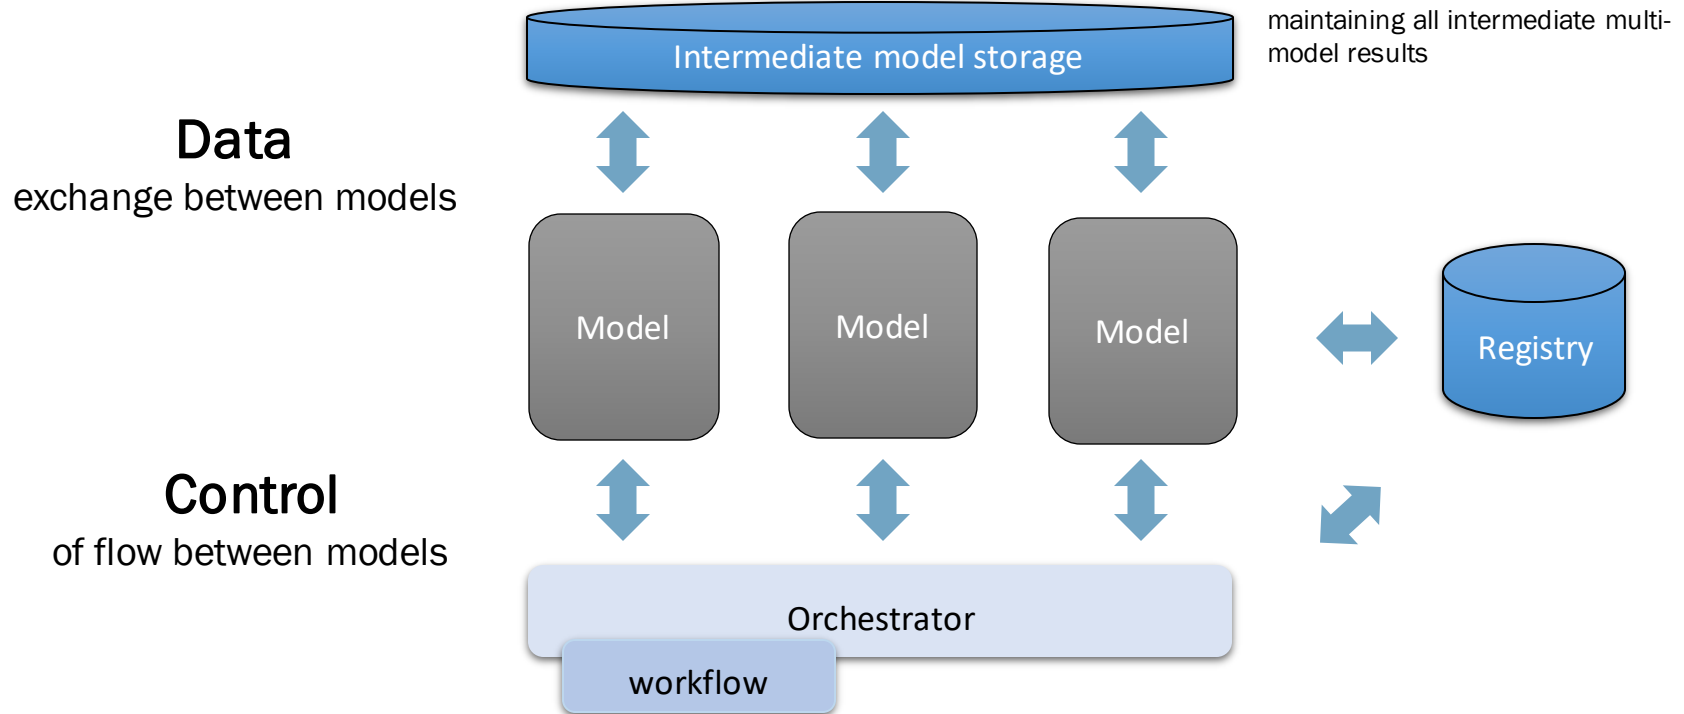 maintaining all intermediate multi-
model results
Intermediate model storage
Data
exchange between models
Model
Model
Model
Registry
Control
of flow between models
Orchestrator
workflow